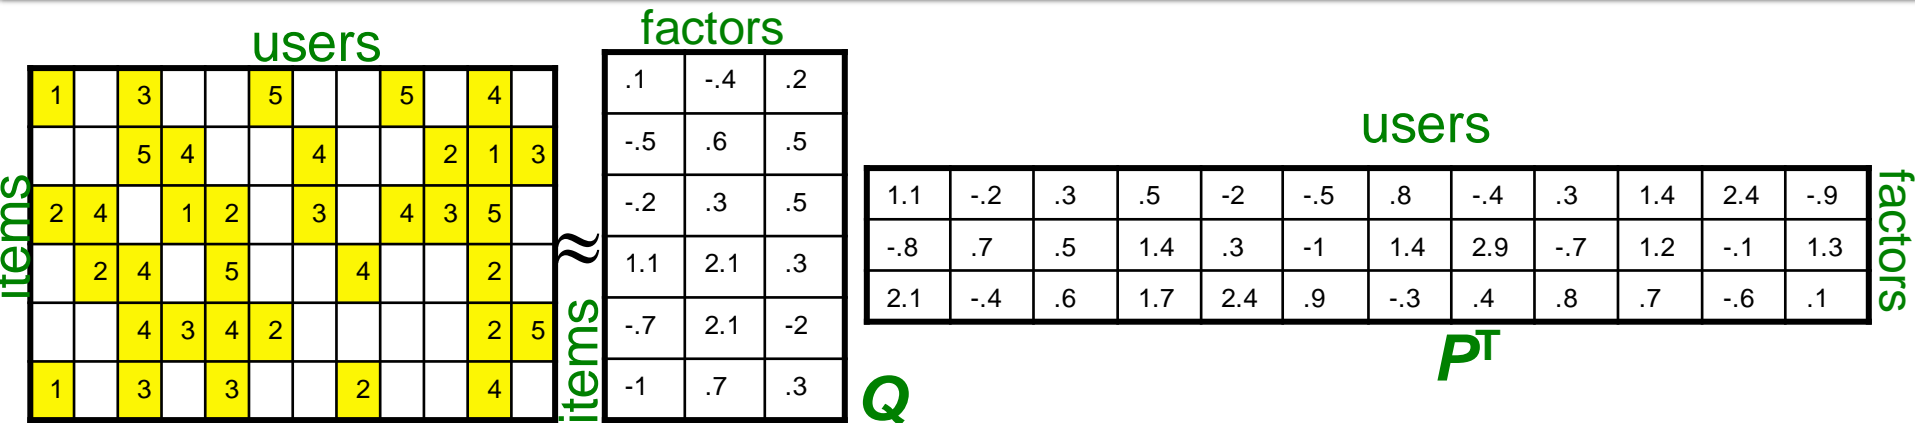 users
1 3 5 5 4
5 4 4 2 1 3
2 4 1 2 3 4 3 5
2 4 5 4 2
4 3 4 2 2 5
1 3 3 2 4
items
≈
factors
.1 -.4 .2
-.5 .6 .5
-.2 .3 .5
1.1 2.1 .3
-.7 2.1 -2
-1 .7 .3
items
Q
users
1.1 -.2 .3 .5 -2 -.5 .8 -.4 .3 1.4 2.4 -.9
-.8 .7 .5 1.4 .3 -1 1.4 2.9 -.7 1.2 -.1 1.3
2.1 -.4 .6 1.7 2.4 .9 -.3 .4 .8 .7 -.6 .1
factors
PT